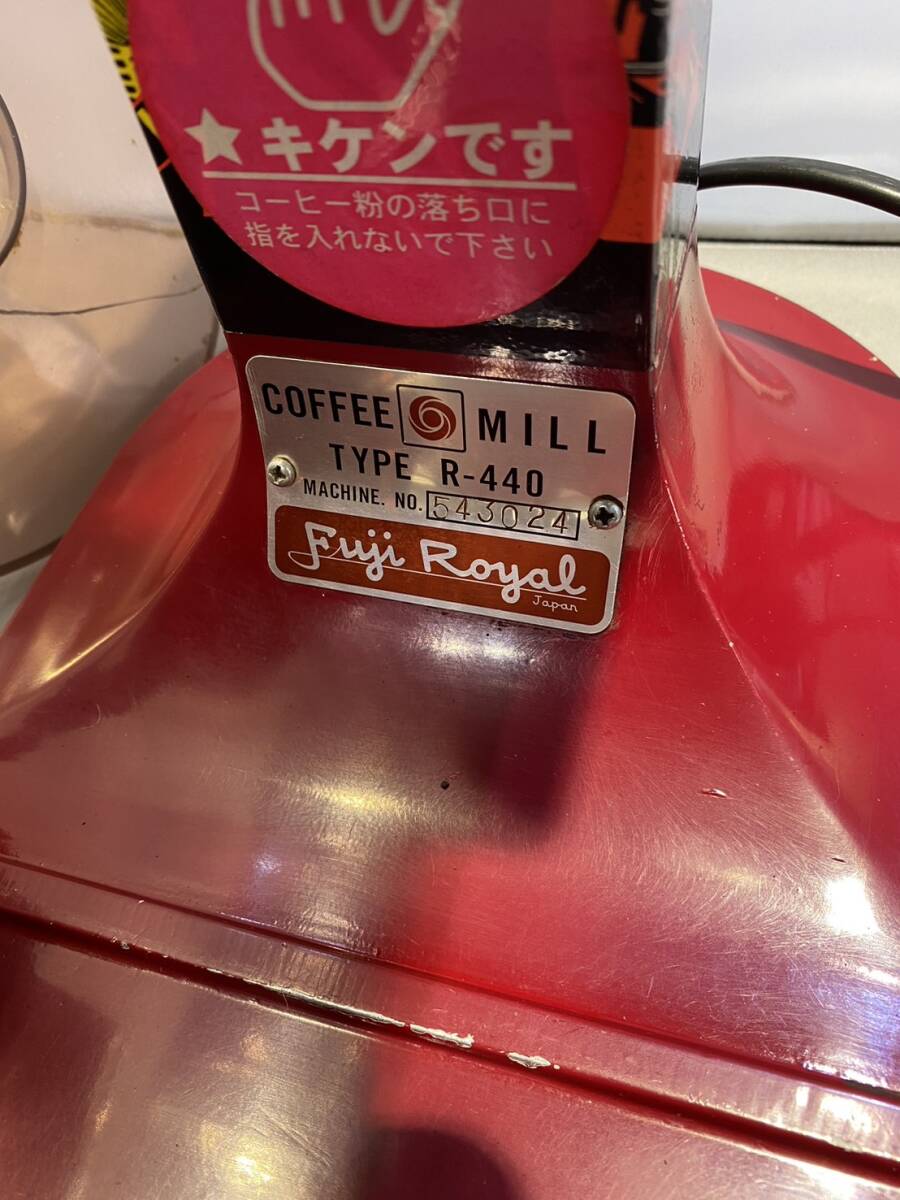 ★キケンです
コーヒー粉の落ち口に
指を入れないで下さい
COFFEE MILL
TYPE R-440
MACHINE. NO. 543024
Fuji Royal
Japan